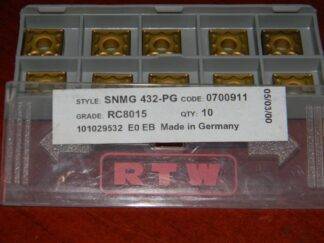 STYLE: SNMG 432-PG CODE: 0700911
GRADE: RC8015 QTY: 10
101029532 E0 EB Made in Germany
05/03/00
RTW